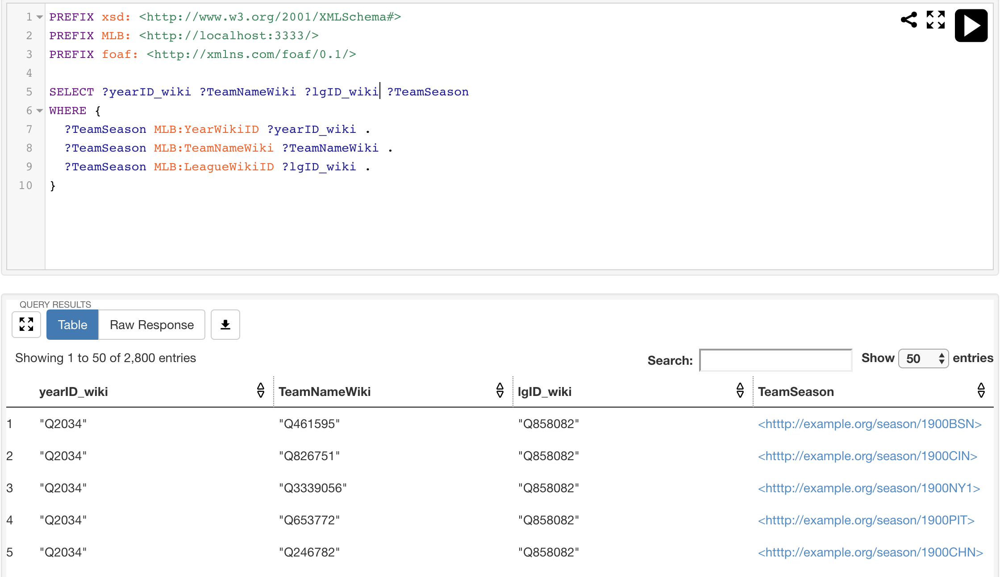 1 PREFIX xsd: <http://www.w3.org/2001/XMLSchema#>
2 PREFIX MLB: <http://localhost:3333/>
3 PREFIX foaf: <http://xmlns.com/foaf/0.1/>
4
5 SELECT ?yearID_wiki ?TeamNameWiki ?lgID_wiki ?TeamSeason
6 WHERE {
7 ?TeamSeason MLB:YearWikiID ?yearID_wiki .
8 ?TeamSeason MLB:TeamNameWiki ?TeamNameWiki .
9 ?TeamSeason MLB:LeagueWikiID ?lgID_wiki .
10 }
QUERY RESULTS
Table Raw Response
Showing 1 to 50 of 2,800 entries Search: Show 50 entries
yearID_wiki TeamNameWiki lgID_wiki TeamSeason
1 "Q2034" "Q461595" "Q858082" <htttp://example.org/season/1900BSN>
2 "Q2034" "Q826751" "Q858082" <htttp://example.org/season/1900CIN>
3 "Q2034" "Q3339056" "Q858082" <htttp://example.org/season/1900NY1>
4 "Q2034" "Q653772" "Q858082" <htttp://example.org/season/1900PIT>
5 "Q2034" "Q246782" "Q858082" <htttp://example.org/season/1900CHN>